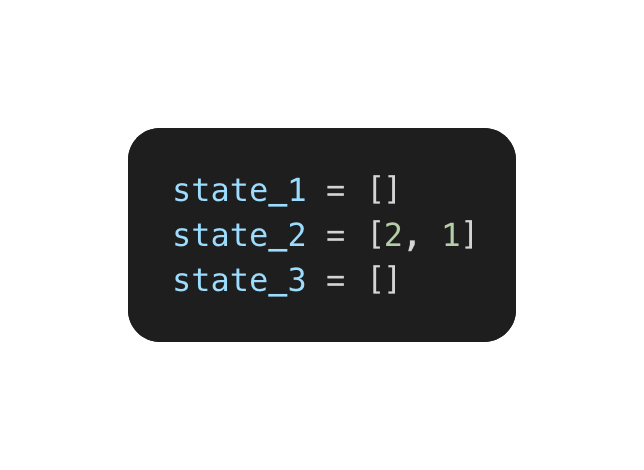 state_1 = []
state_2 = [2, 1]
state_3 = []